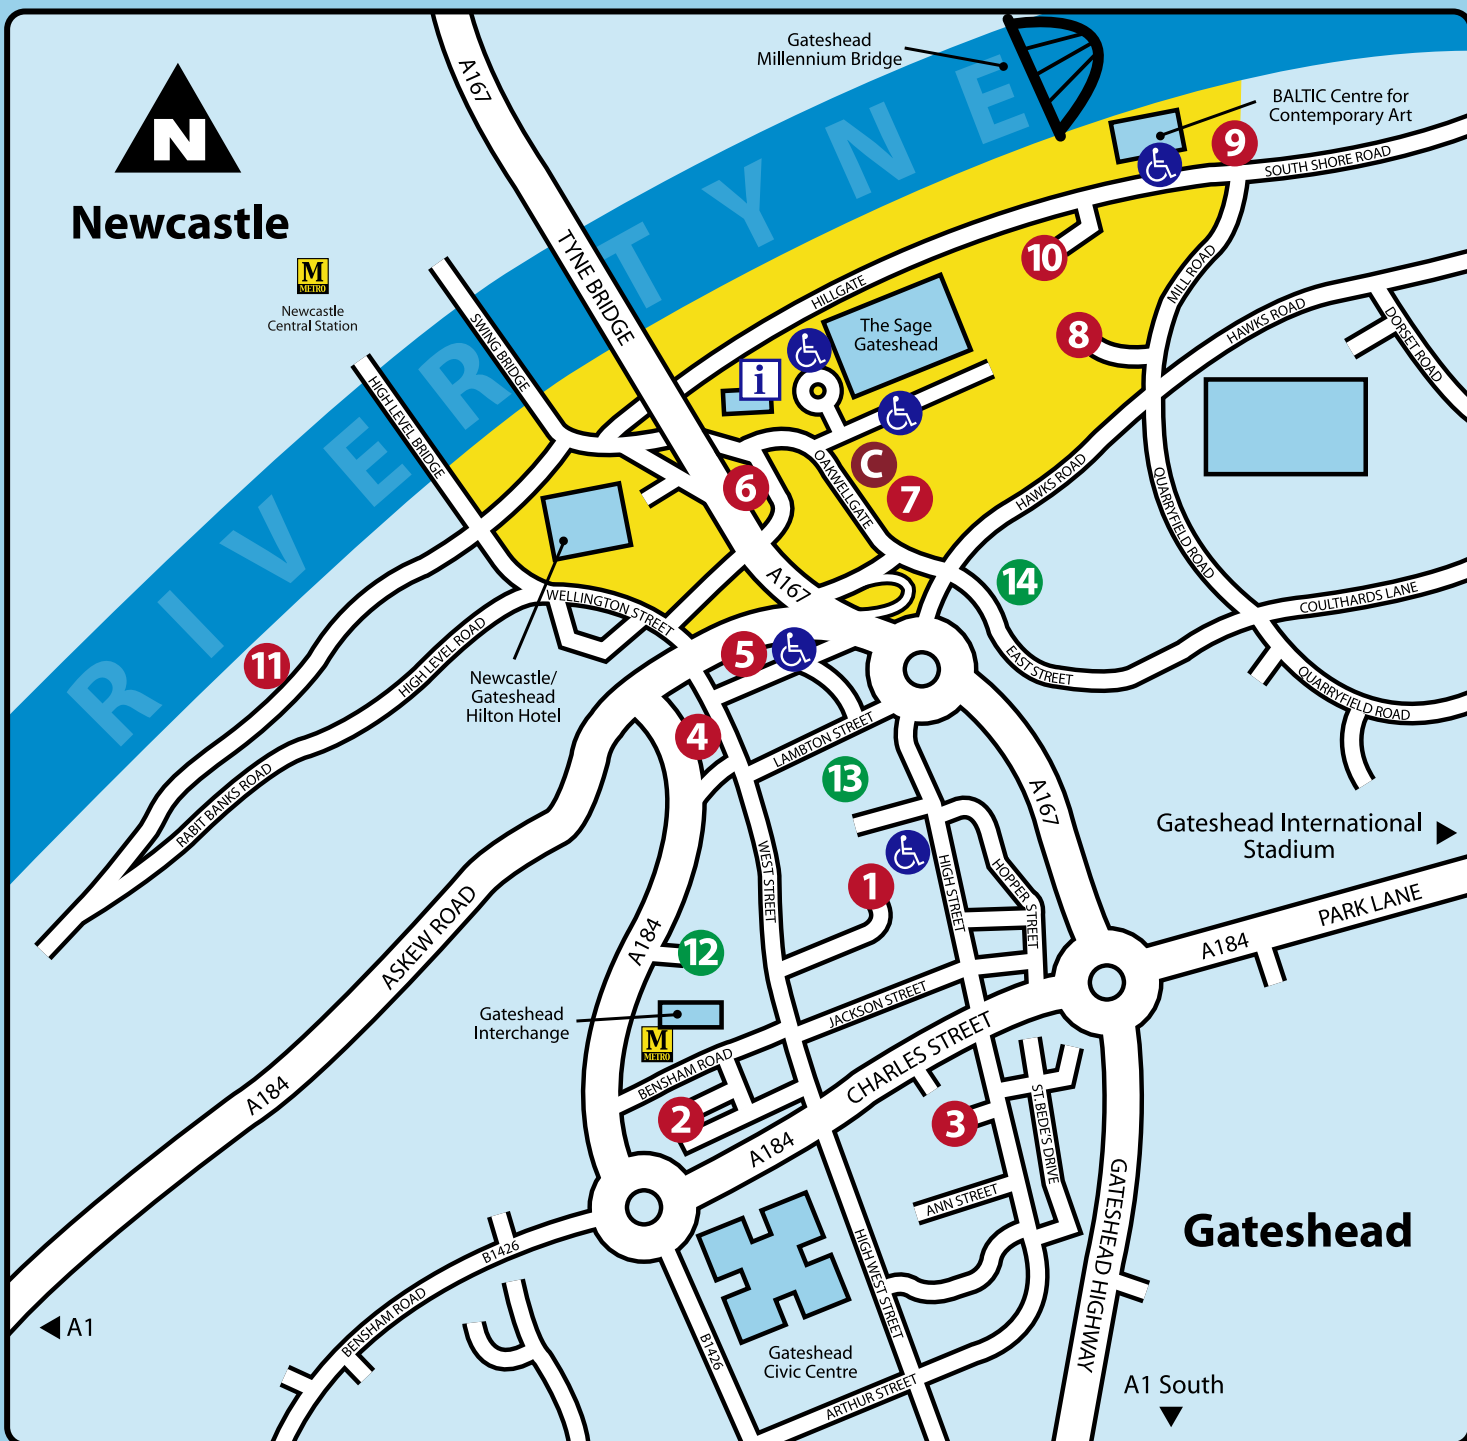 Gateshead
Millennium Bridge
A167
BALTIC Centre for
Contemporary Art
N
Newcastle
RIVER TYNE
9
SOUTH SHORE ROAD
TYNE BRIDGE
10
M
METRO
Newcastle
Central Station
SWING BRIDGE
HILLGATE
MILL ROAD
The Sage
Gateshead
8
HAWKS ROAD
DORSET ROAD
i
HIGH LEVEL BRIDGE
OAKWELLGATE
C
6
7
HAWKS ROAD
QUARRYFIELD ROAD
A167
14
COULTHARDS LANE
WELLINGTON STREET
HIGH LEVEL ROAD
11
5
EAST STREET
Newcastle/
Gateshead
Hilton Hotel
QUARRYFIELD ROAD
4
LAMBTON STREET
13
RABIT BANKS ROAD
A167
Gateshead International
Stadium
WEST STREET
1
HIGH STREET
HOPPER STREET
PARK LANE
A184
ASKEW ROAD
A184
12
JACKSON STREET
Gateshead
Interchange
M
METRO
BENSHAM ROAD
CHARLES STREET
A184
2
3
ST. BEDE'S DRIVE
A184
ANN STREET
GATESHEAD HIGHWAY
Gateshead
B1426
HIGH WEST STREET
A1
BENSHAM ROAD
B1426
Gateshead
Civic Centre
ARTHUR STREET
A1 South